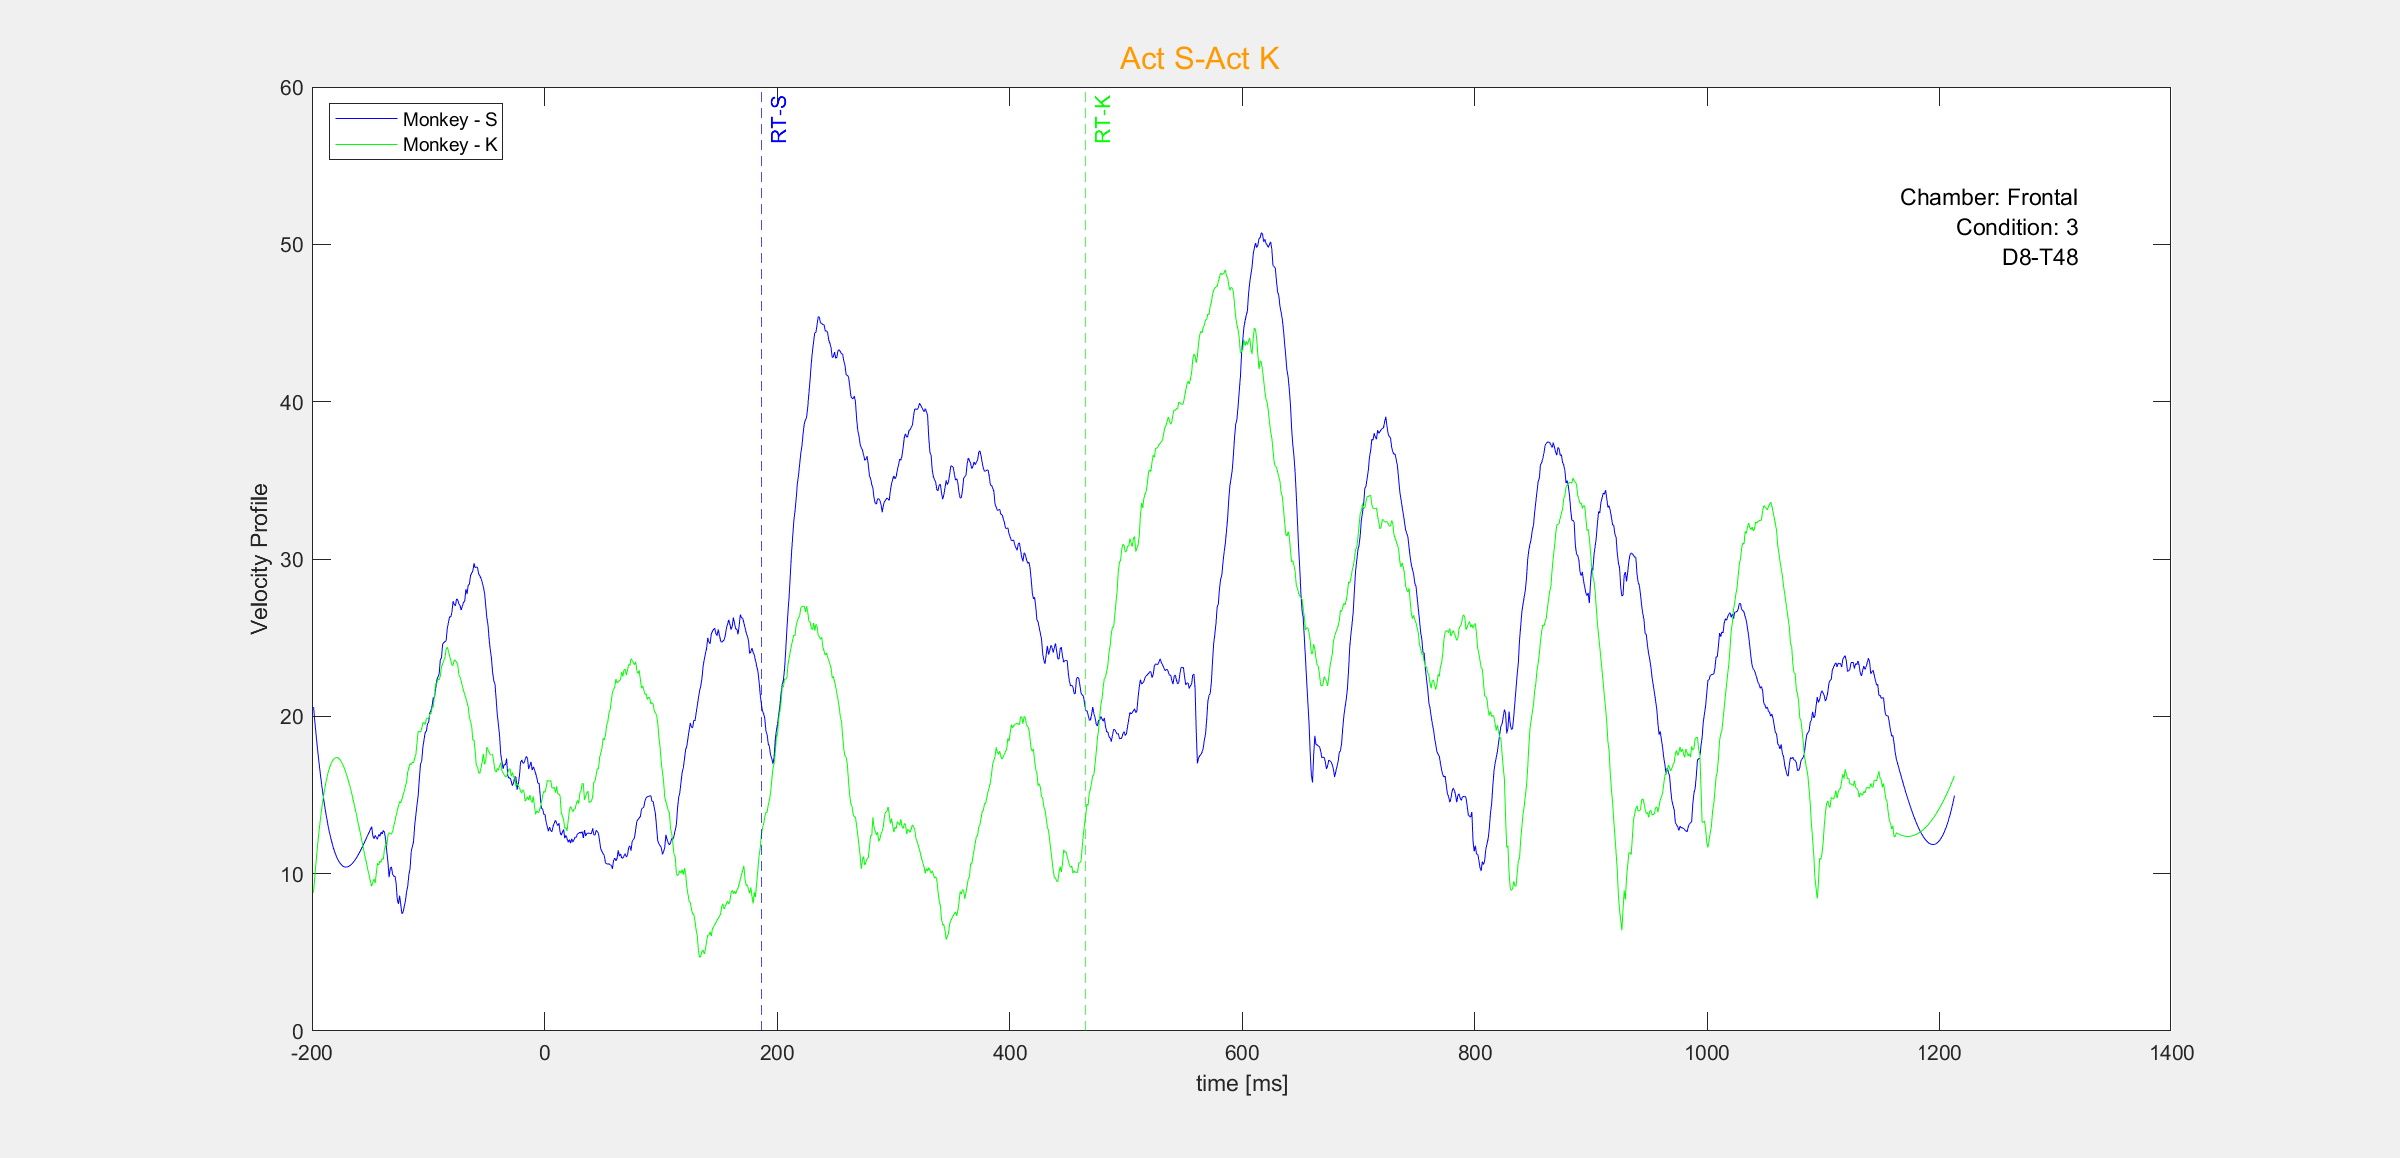 Act S-Act K
60
50
40
30
20
10
0
Velocity Profile
Monkey - S
Monkey - K
RT-S
RT-K
Chamber: Frontal
Condition: 3
D8-T48
-200 0 200 400 600 800 1000 1200 1400
time [ms]